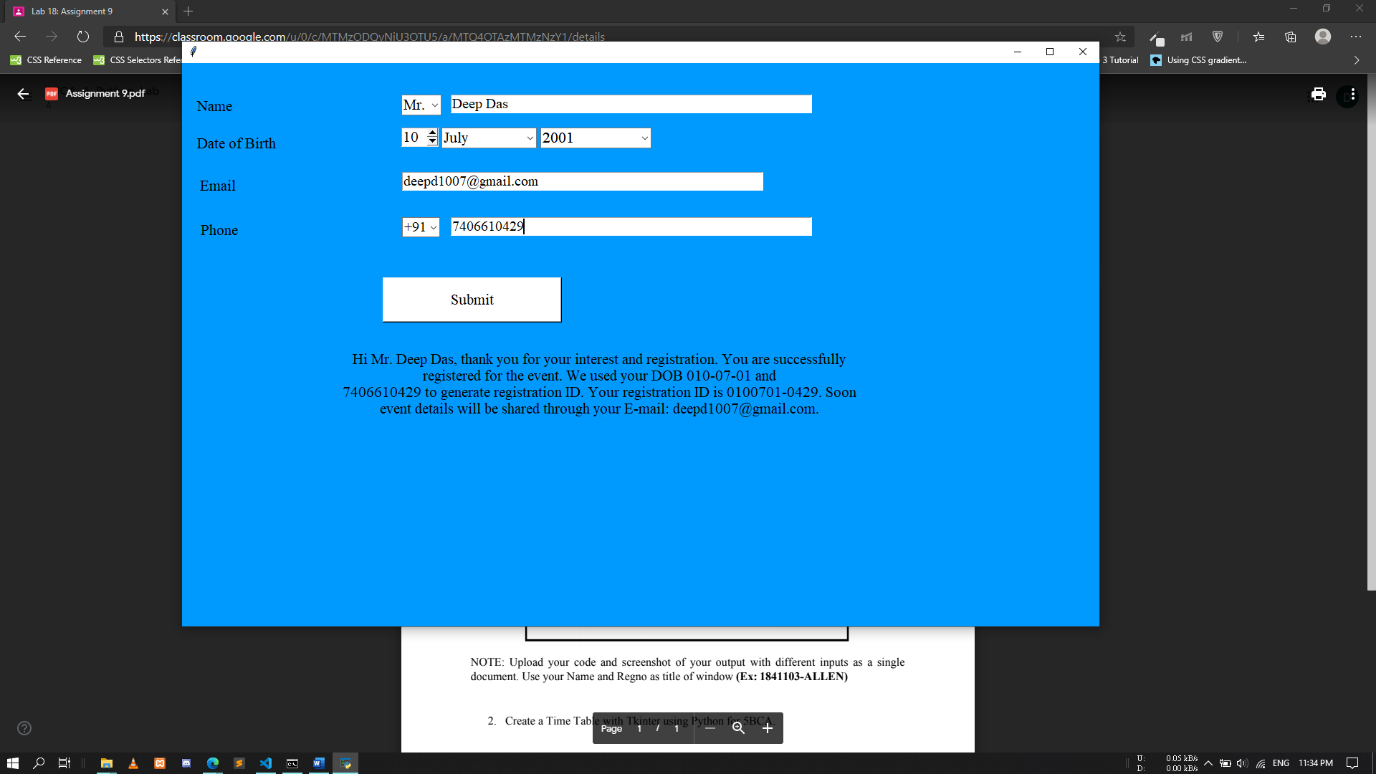 Lab 18: Assignment 9
https://classroom.google.com/u/0/c/MTMzODQyNjU3OTU5/a/MTQ4OTAzMTMzNzY1/details
CSS Reference
CSS Selectors Refe
3 Tutorial
Using CSS gradient...
PDF
Assignment 9.pdf
Name
Mr.
Deep Das
Date of Birth
10
July
2001
Email
deepd1007@gmail.com
Phone
+91
7406610429
Submit
Hi Mr. Deep Das, thank you for your interest and registration. You are successfully
registered for the event. We used your DOB 010-07-01 and
7406610429 to generate registration ID. Your registration ID is 0100701-0429. Soon
event details will be shared through your E-mail: deepd1007@gmail.com.
NOTE: Upload your code and screenshot of your output with different inputs as a single
document. Use your Name and Regno as title of window (Ex: 1841103-ALLEN)
2. Create a Time Table with Tkinter using Python for 5BCA.
Page 1 / 1
U: 0.05 kB/s
D: 0.00 kB/s
ENG
11:34 PM